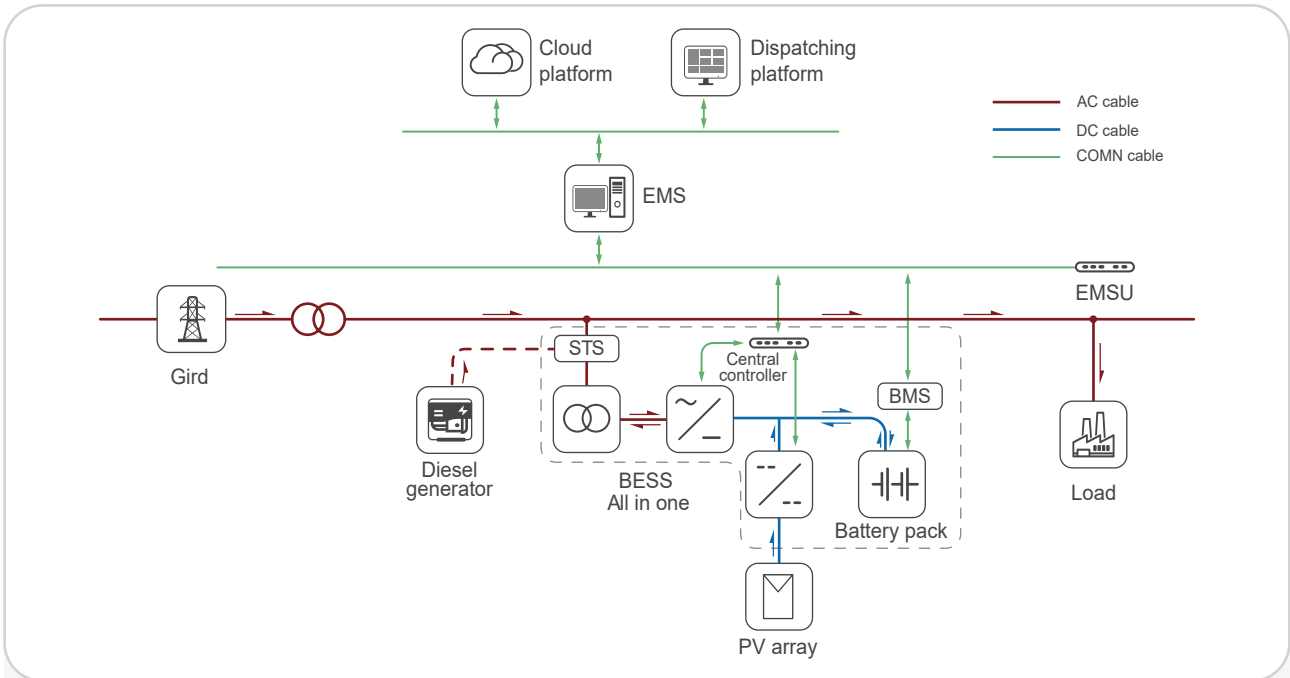 Cloud
platform
Dispatching
platform
AC cable
DC cable
COMN cable
EMS
EMSU
Gird
STS
Central
controller
BMS
Diesel
generator
BESS
All in one
Battery pack
Load
PV array